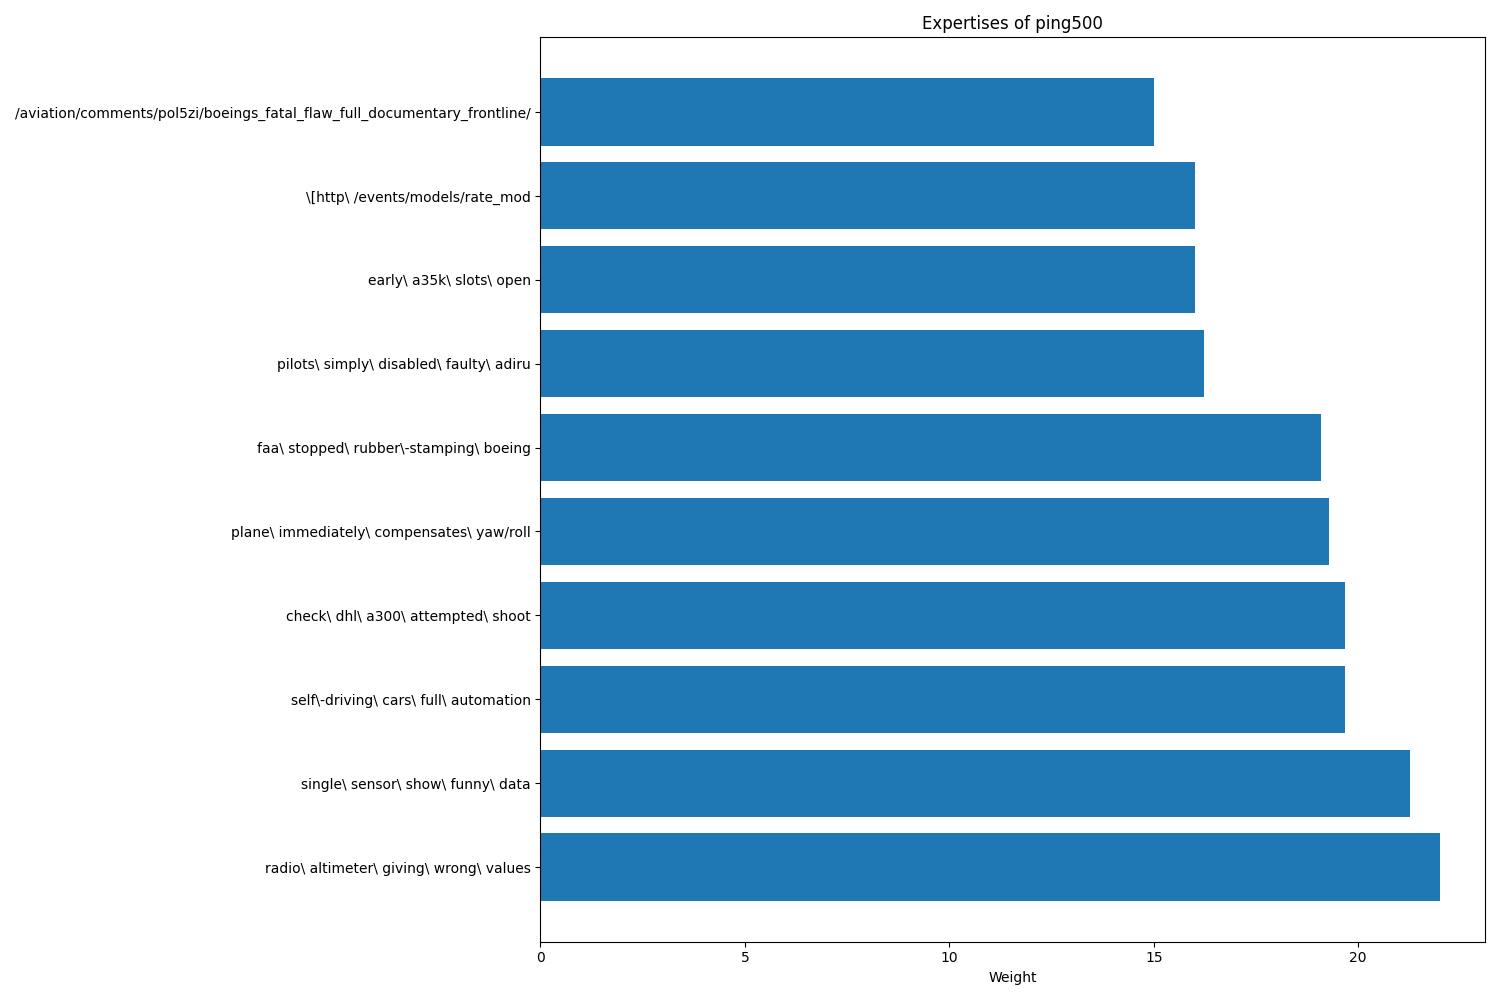 Expertises of ping500
/aviation/comments/pol5zi/boeings_fatal_flaw_full_documentary_frontline/
\[http\ /events/models/rate_mod
early\ a35k\ slots\ open
pilots\ simply\ disabled\ faulty\ adiru
faa\ stopped\ rubber\-stamping\ boeing
plane\ immediately\ compensates\ yaw/roll
check\ dhl\ a300\ attempted\ shoot
self\-driving\ cars\ full\ automation
single\ sensor\ show\ funny\ data
radio\ altimeter\ giving\ wrong\ values
0 5 10 15 20
Weight